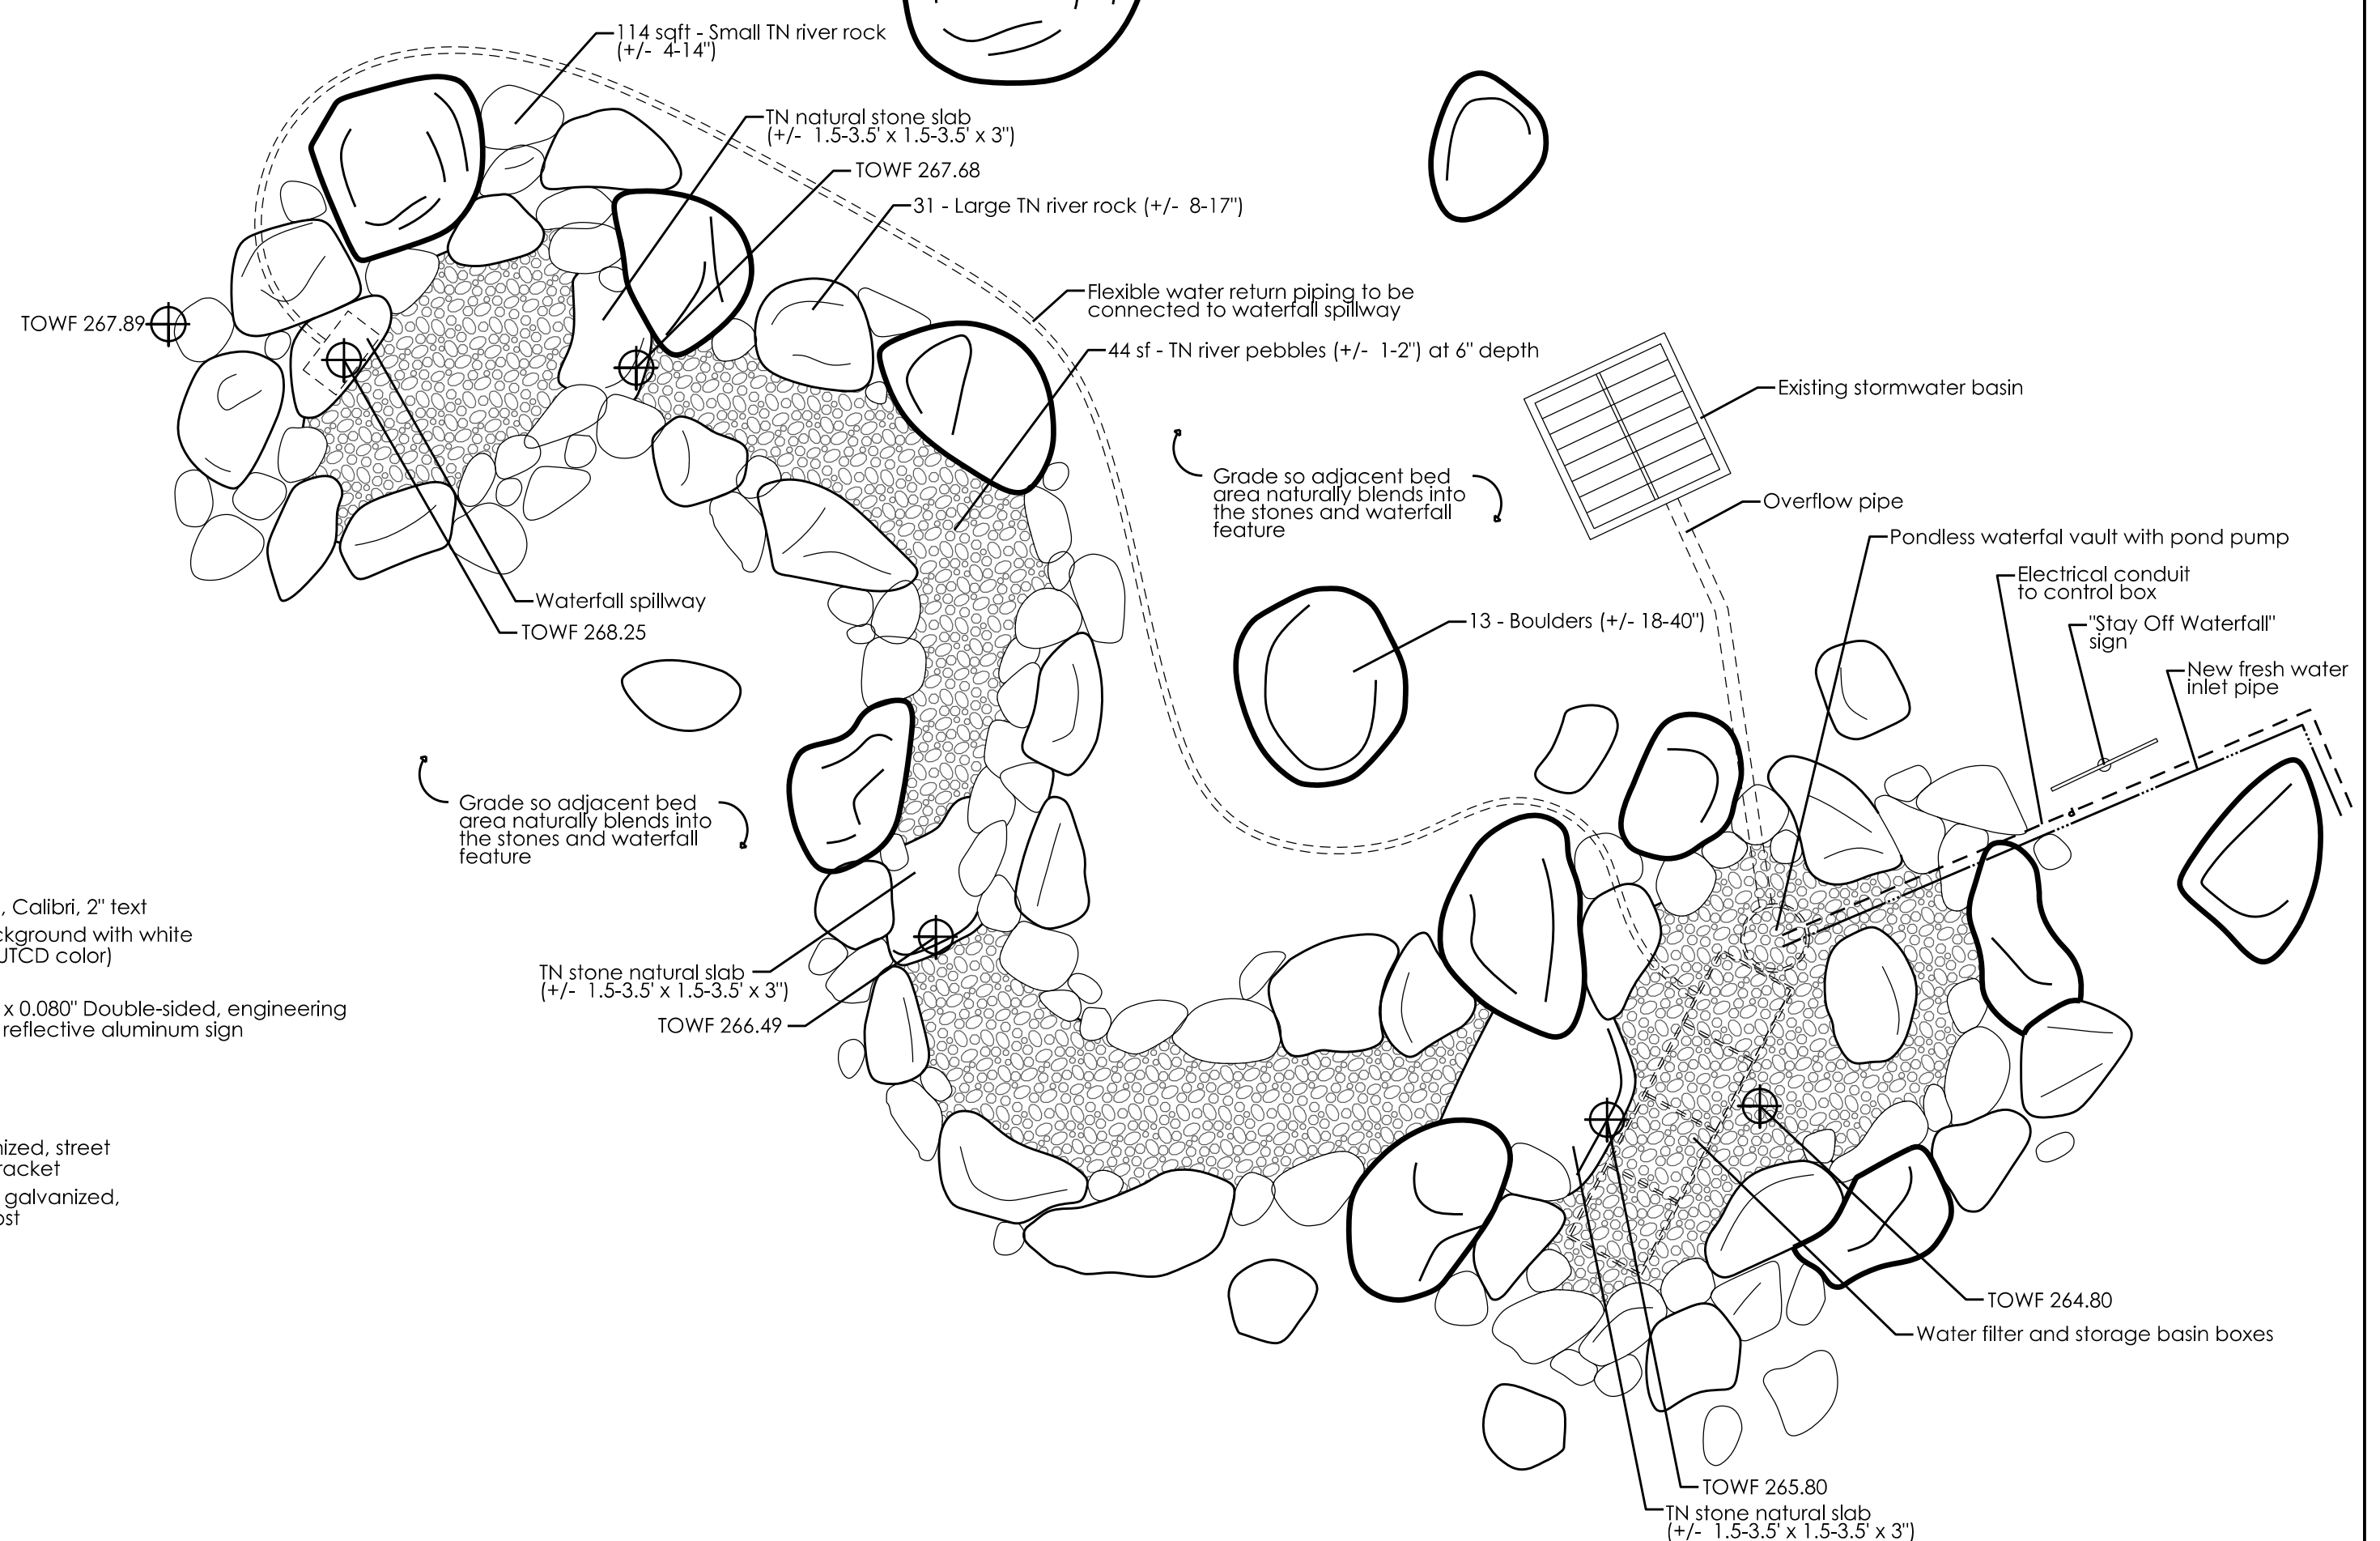 114 sqft - Small TN river rock
(+/-  4-14")
TN natural stone slab
(+/-  1.5-3.5' x 1.5-3.5' x 3")
TOWF 267.68
31 - Large TN river rock (+/-  8-17")
TOWF 267.89
Flexible water return piping to be
connected to waterfall spillway
44 sf - TN river pebbles (+/-  1-2") at 6" depth
Existing stormwater basin
Grade so adjacent bed
area naturally blends into
the stones and waterfall
feature
Overflow pipe
Pondless waterfal vault with pond pump
Electrical conduit
to control box
"Stay Off Waterfall"
sign
New fresh water
inlet pipe
Waterfall spillway
TOWF 268.25
13 - Boulders (+/- 18-40")
Grade so adjacent bed
area naturally blends into
the stones and waterfall
feature
, Calibri, 2" text
ckground with white
UTCD color)
x 0.080" Double-sided, engineering
reflective aluminum sign
nized, street
racket
galvanized,
ost
TN stone natural slab
(+/-  1.5-3.5' x 1.5-3.5' x 3")
TOWF 266.49
TOWF 264.80
Water filter and storage basin boxes
TOWF 265.80
TN stone natural slab
(+/-  1.5-3.5' x 1.5-3.5' x 3")